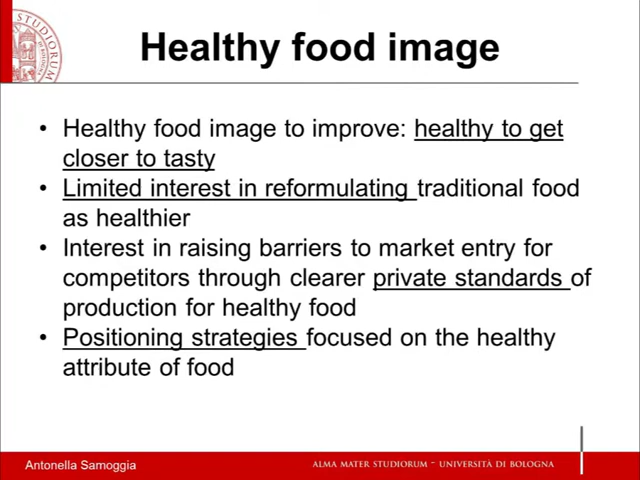 Healthy food image
• Healthy food image to improve: healthy to get
closer to tasty
• Limited interest in reformulating traditional food
as healthier
• Interest in raising barriers to market entry for
competitors through clearer private standards of
production for healthy food
• Positioning strategies focused on the healthy
attribute of food
Antonella Samoggia
ALMA MATER STUDIORUM – UNIVERSITÀ DI BOLOGNA